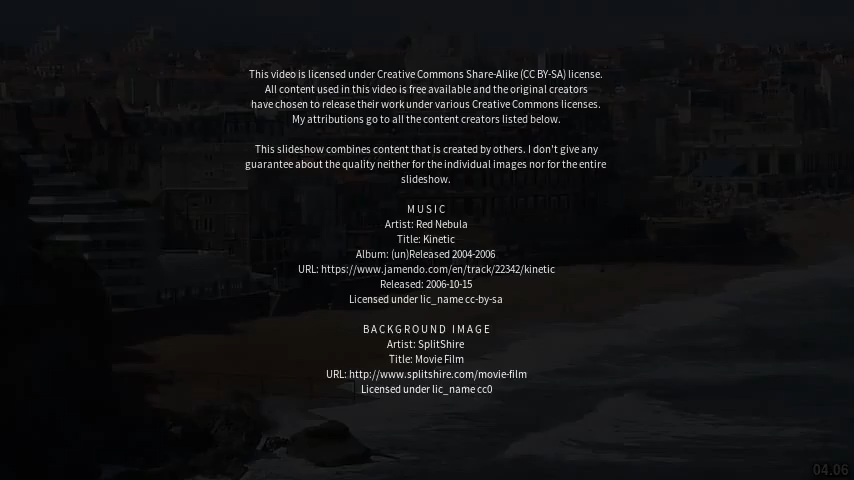 This video is licensed under Creative Commons Share-Alike (CC BY-SA) license.
All content used in this video is free available and the original creators
have chosen to release their work under various Creative Commons licenses.
My attributions go to all the content creators listed below.
This slideshow combines content that is created by others. I don't give any
guarantee about the quality neither for the individual images nor for the entire
slideshow.
MUSIC
Artist: Red Nebula
Title: Kinetic
Album: (un)Released 2004-2006
URL: https://www.jamendo.com/en/track/22342/kinetic
Released: 2006-10-15
Licensed under lic_name cc-by-sa
BACKGROUND IMAGE
Artist: SplitShire
Title: Movie Film
URL: http://www.splitshire.com/movie-film
Licensed under lic_name cc0
04.06